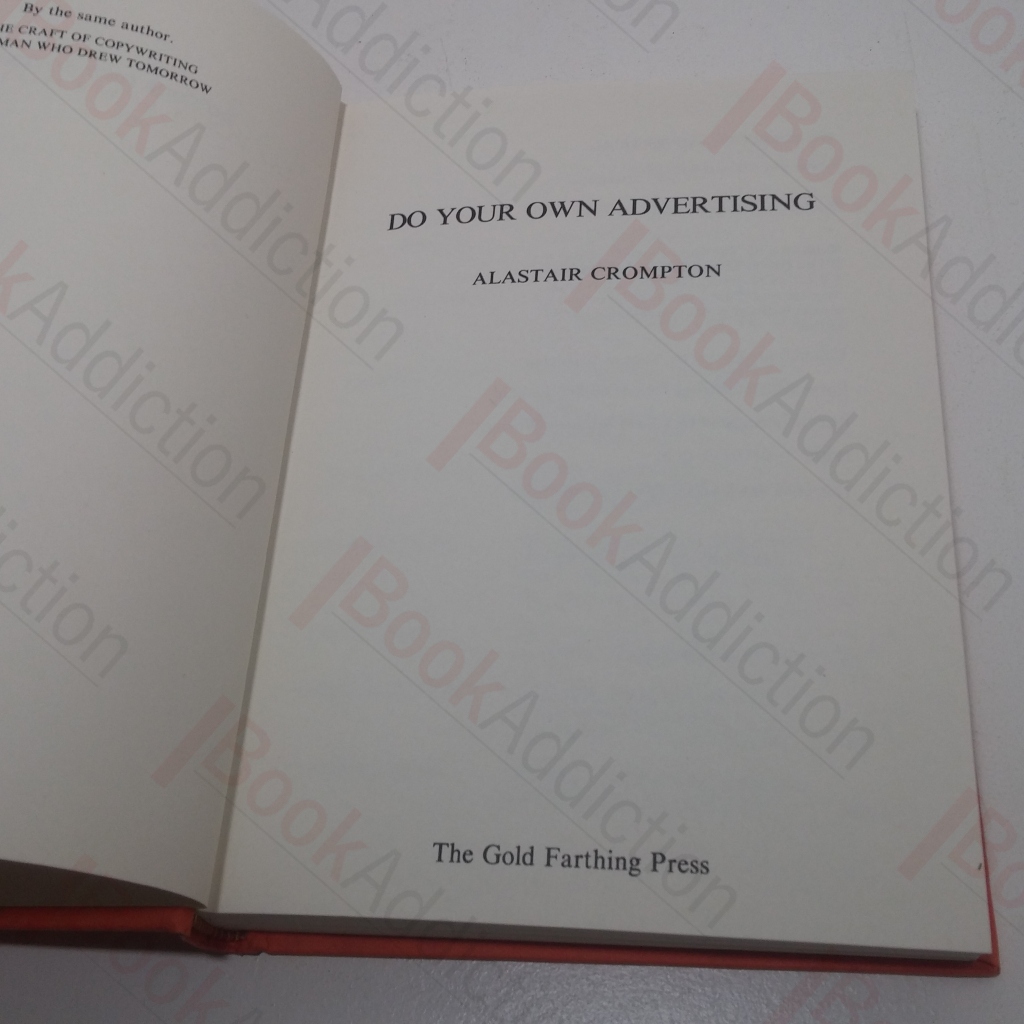 By the same author.
HE CRAFT OF COPYWRITING
MAN WHO DREW TOMORROW
DO YOUR OWN ADVERTISING
ALASTAIR CROMPTON
The Gold Farthing Press
BookAddiction